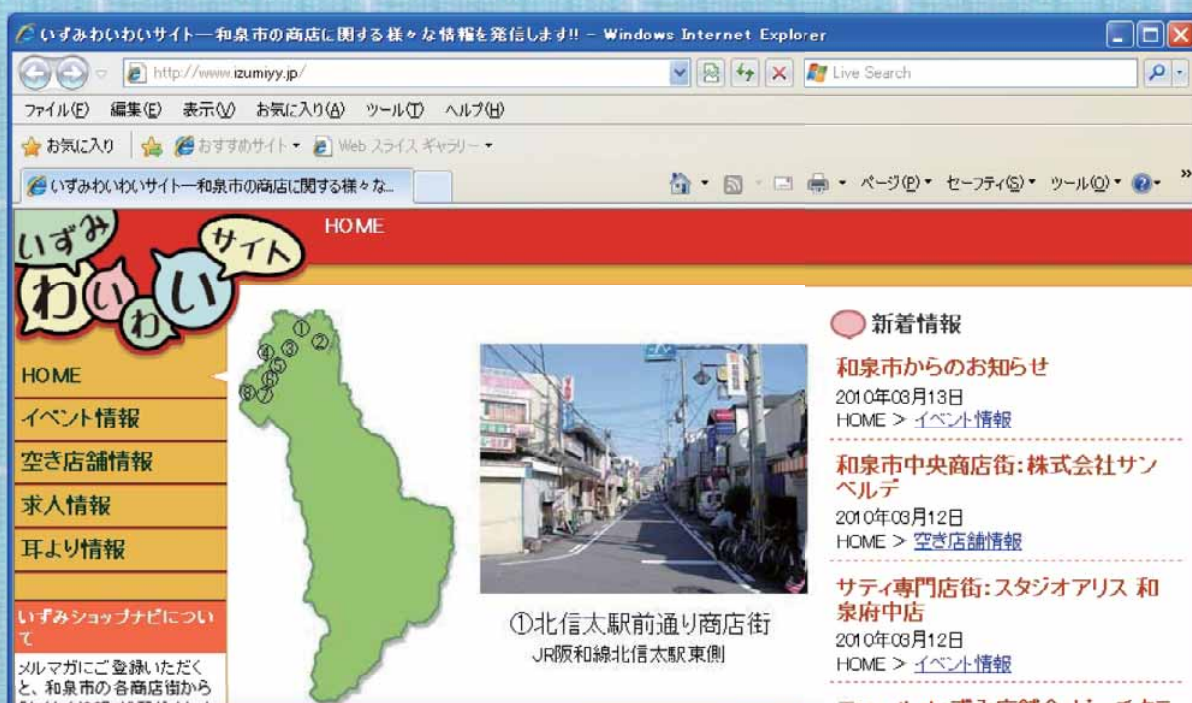 いずみわいわいサイト―和泉市の商店に関する様々な情報を発信します!! - Windows Internet Explorer
http://www.izumiyy.jp/
Live Search
ファイル(F) 編集(E) 表示(V) お気に入り(A) ツール(T) ヘルプ(H)
お気に入り おすすめサイト Web スライス ギャラリー
いずみわいわいサイト―和泉市の商店に関する様々な...
ページ(P) セーフティ(S) ツール(O)
いずみ
わいわい
サイト
HOME
HOME
イベント情報
空き店舗情報
求人情報
耳より情報
いずみショップナビについ
て
メルマガにご登録いただく
と、和泉市の各商店街から
①
②
③
④
⑤
⑥
⑦
⑧
①北信太駅前通り商店街
JR阪和線北信太駅東側
新着情報
和泉市からのお知らせ
2010年03月13日
HOME > イベント情報
和泉市中央商店街:株式会社サン
ベルデ
2010年03月12日
HOME > 空き店舗情報
サティ専門店街:スタジオアリス 和
泉府中店
2010年03月12日
HOME > イベント情報